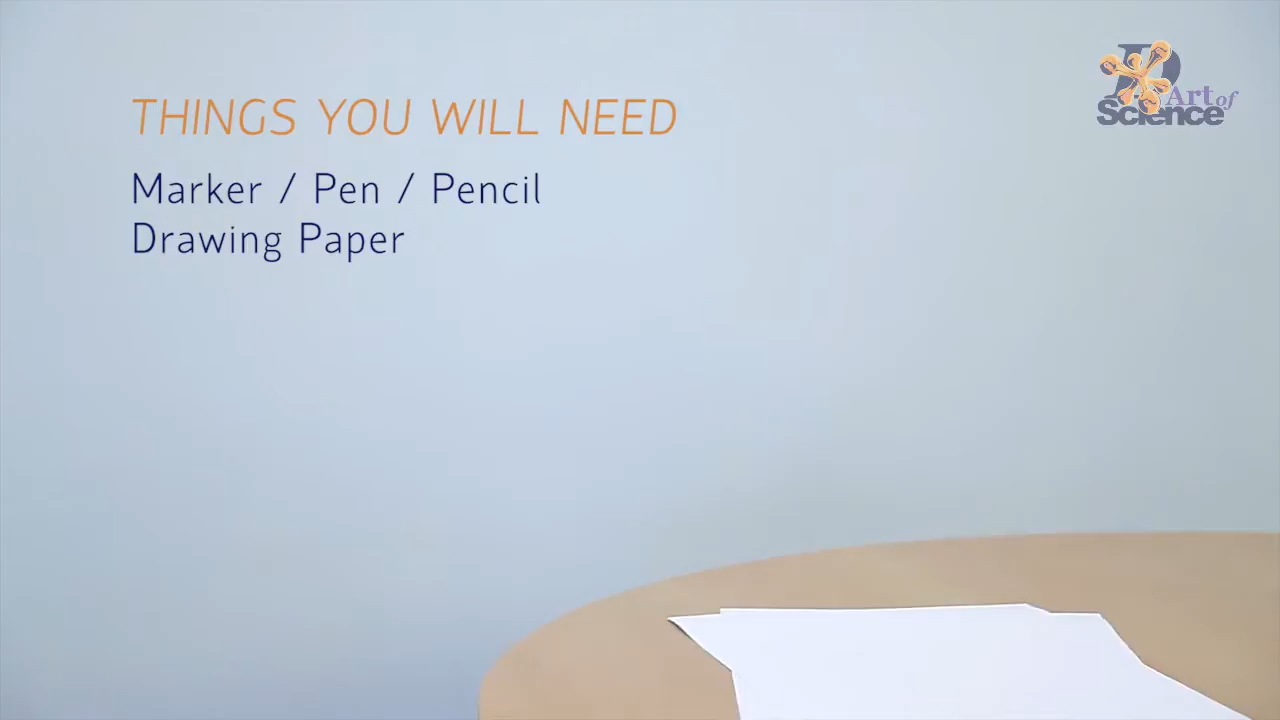 THINGS YOU WILL NEED
Marker / Pen / Pencil
Drawing Paper
Art of
Science